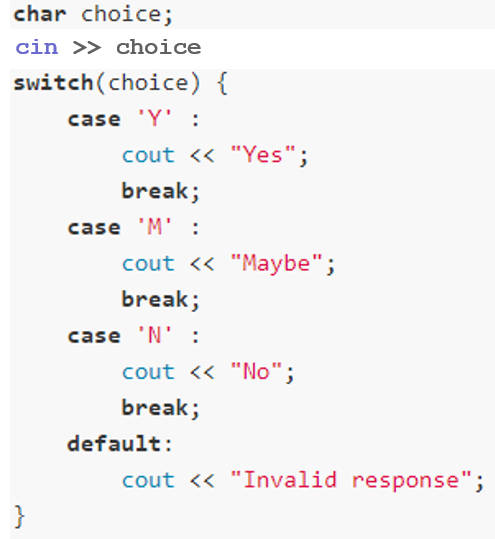 char choice;
cin >> choice
switch(choice) {
    case 'Y' :
        cout << "Yes";
        break;
    case 'M' :
        cout << "Maybe";
        break;
    case 'N' :
        cout << "No";
        break;
    default:
        cout << "Invalid response";
}